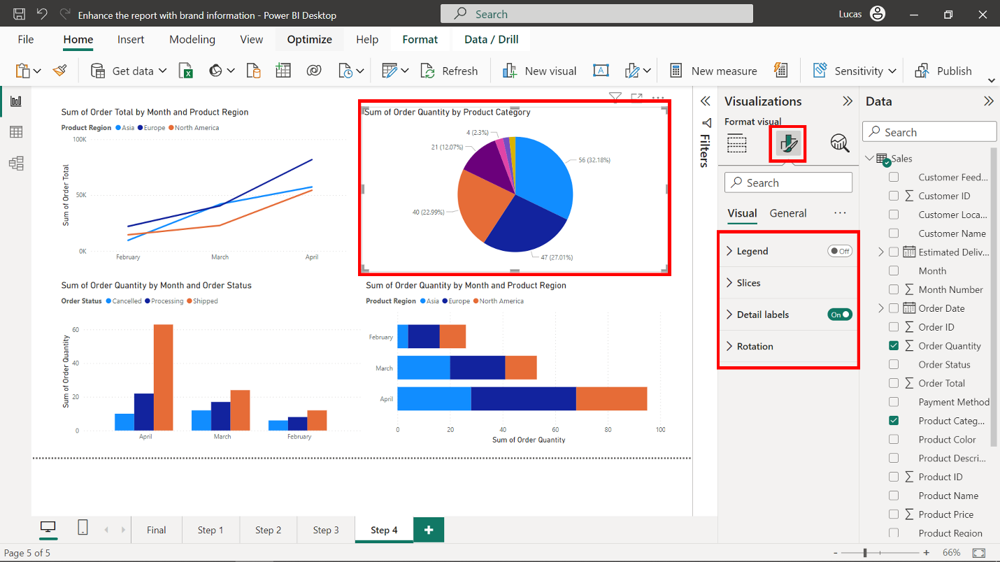 Enhance the report with brand information - Power BI Desktop
Search
Lucas
File Home Insert Modeling View Optimize Help Format Data / Drill
Get data Refresh New visual A New measure Sensitivity Publish
Sum of Order Total by Month and Product Region
Product Region Asia Europe North America
100K
50K
0K
Sum of Order Total
February March April
Sum of Order Quantity by Product Category
4 (2.3%)
21 (12.07%)
56 (32.18%)
40 (22.99%)
47 (27.01%)
Sum of Order Quantity by Month and Order Status
Order Status Cancelled Processing Shipped
60
40
20
0
Sum of Order Quantity
April March February
Sum of Order Quantity by Month and Product Region
Product Region Asia Europe North America
February
March
April
0 20 40 60 80 100
Sum of Order Quantity
Filters
Visualizations
Format visual
Search
Visual General
Legend Off
Slices
Detail labels On
Rotation
Data
Search
Sales
Customer Feed...
Customer ID
Customer Loca...
Customer Name
Estimated Deliv...
Month
Month Number
Order Date
Order ID
Order Quantity
Order Status
Order Total
Payment Method
Product Categ...
Product Color
Product Descri...
Product ID
Product Name
Product Price
Product Region
Final Step 1 Step 2 Step 3 Step 4
Page 5 of 5
- + 66%